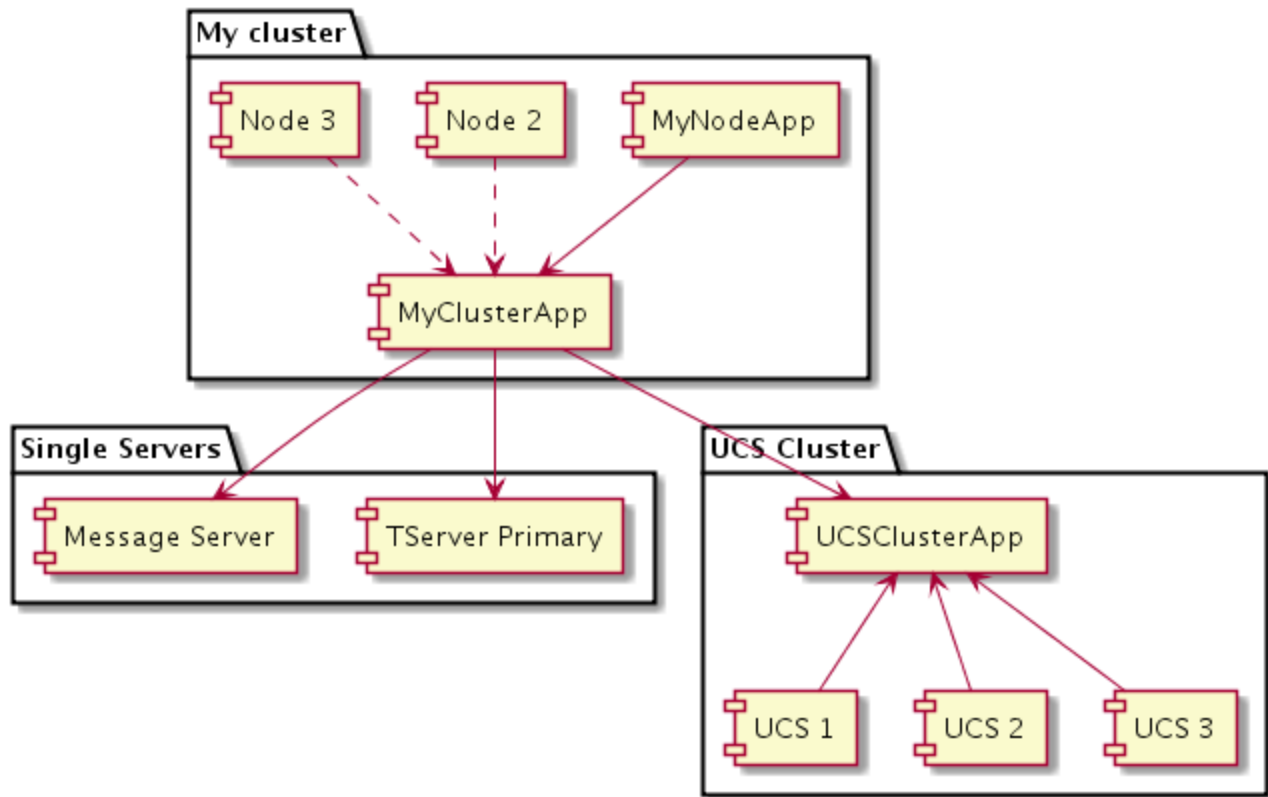 My cluster
Node 3
Node 2
MyNodeApp
MyClusterApp
Single Servers
UCS Cluster
Message Server
TServer Primary
UCSClusterApp
UCS 1
UCS 2
UCS 3